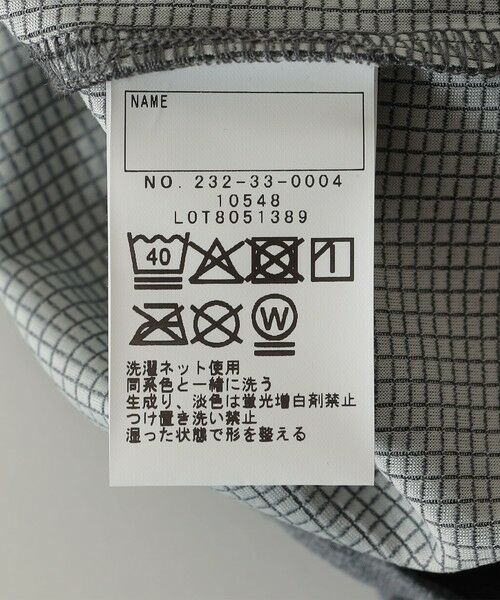 NAME
NO. 232-33-0004
10548
LOT8051389
40
W
洗濯ネット使用
同系色と一緒に洗う
生成り、淡色は蛍光増白剤禁止
つけ置き洗い禁止
湿った状態で形を整える